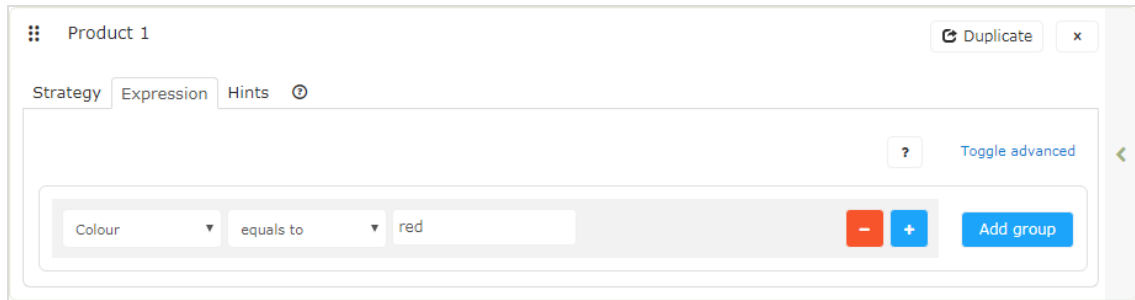 Product 1 Duplicate x
Strategy Expression Hints ?
? Toggle advanced
Colour equals to red − + Add group